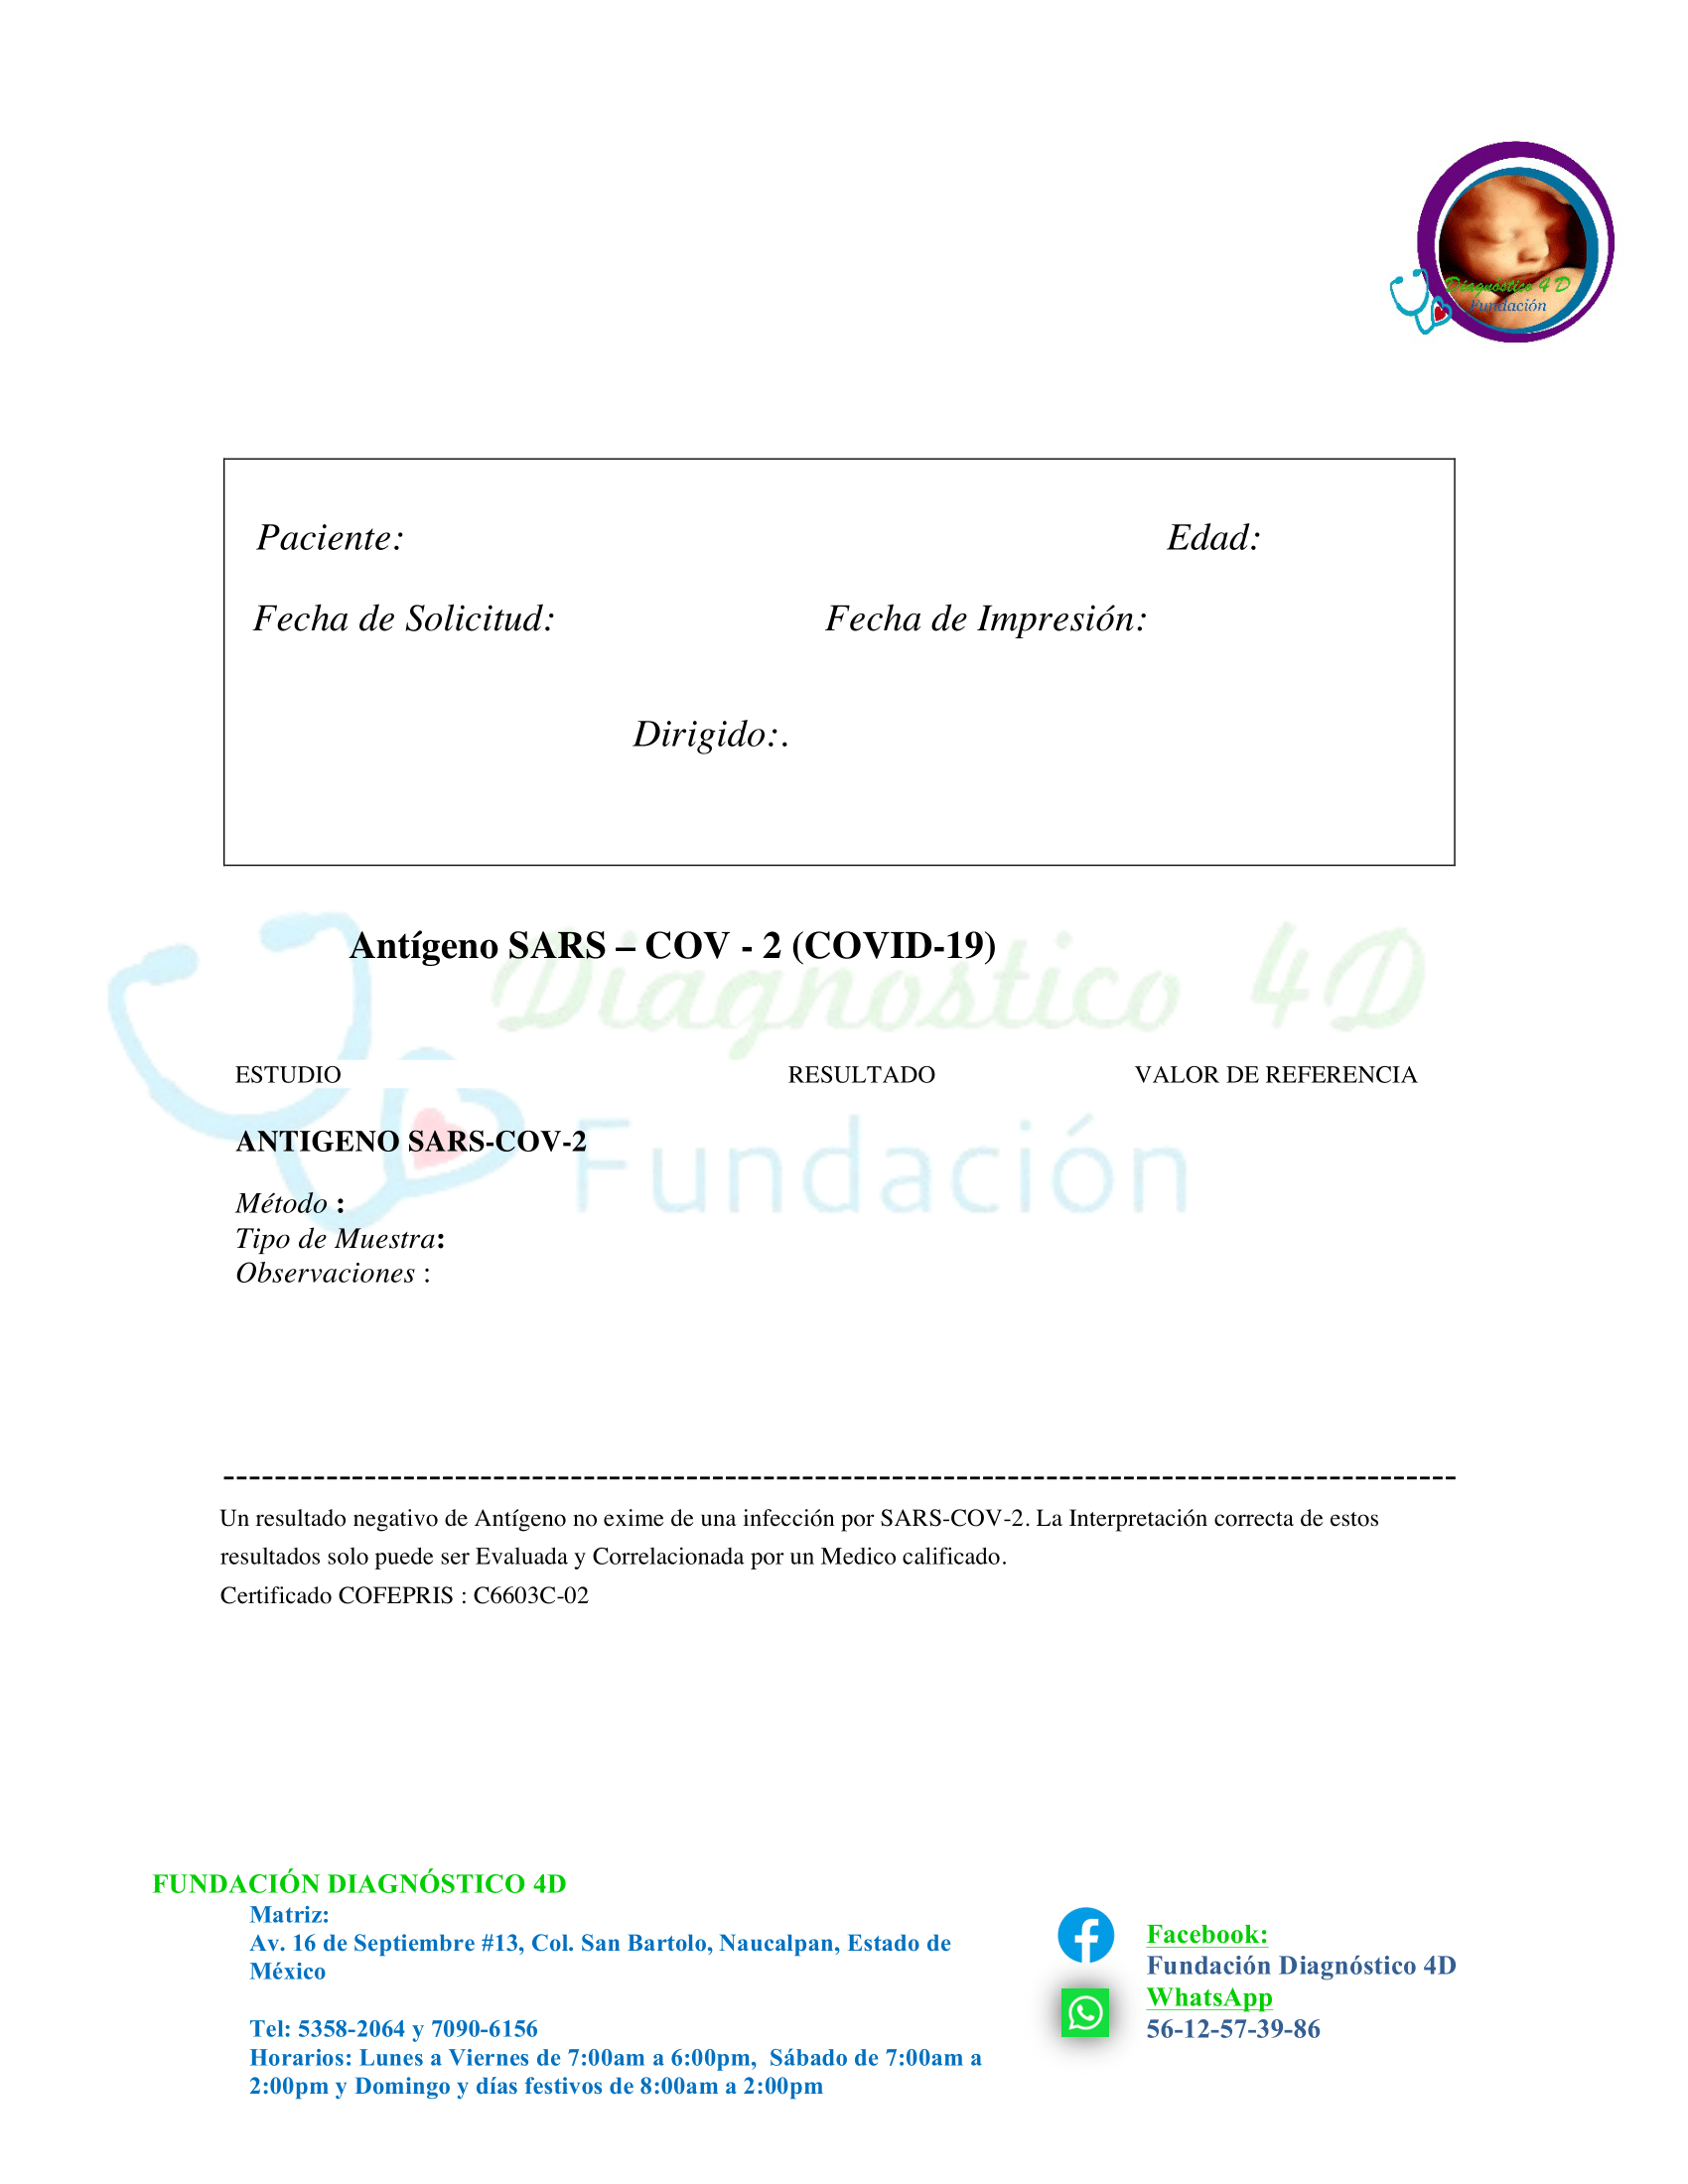 Diagnóstico 4 D
Fundación
Paciente: Edad:
Fecha de Solicitud: Fecha de Impresión:
Dirigido:.
Antígeno SARS – COV - 2 (COVID-19)
Diagnostico 4D
ESTUDIO RESULTADO VALOR DE REFERENCIA
ANTIGENO SARS-COV-2
Fundación
Método :
Tipo de Muestra:
Observaciones :
Un resultado negativo de Antígeno no exime de una infección por SARS-COV-2. La Interpretación correcta de estos
resultados solo puede ser Evaluada y Correlacionada por un Medico calificado.
Certificado COFEPRIS : C6603C-02
FUNDACIÓN DIAGNÓSTICO 4D
Matriz:
Av. 16 de Septiembre #13, Col. San Bartolo, Naucalpan, Estado de
México
Tel: 5358-2064 y 7090-6156
Horarios: Lunes a Viernes de 7:00am a 6:00pm, Sábado de 7:00am a
2:00pm y Domingo y días festivos de 8:00am a 2:00pm
Facebook:
Fundación Diagnóstico 4D
WhatsApp
56-12-57-39-86